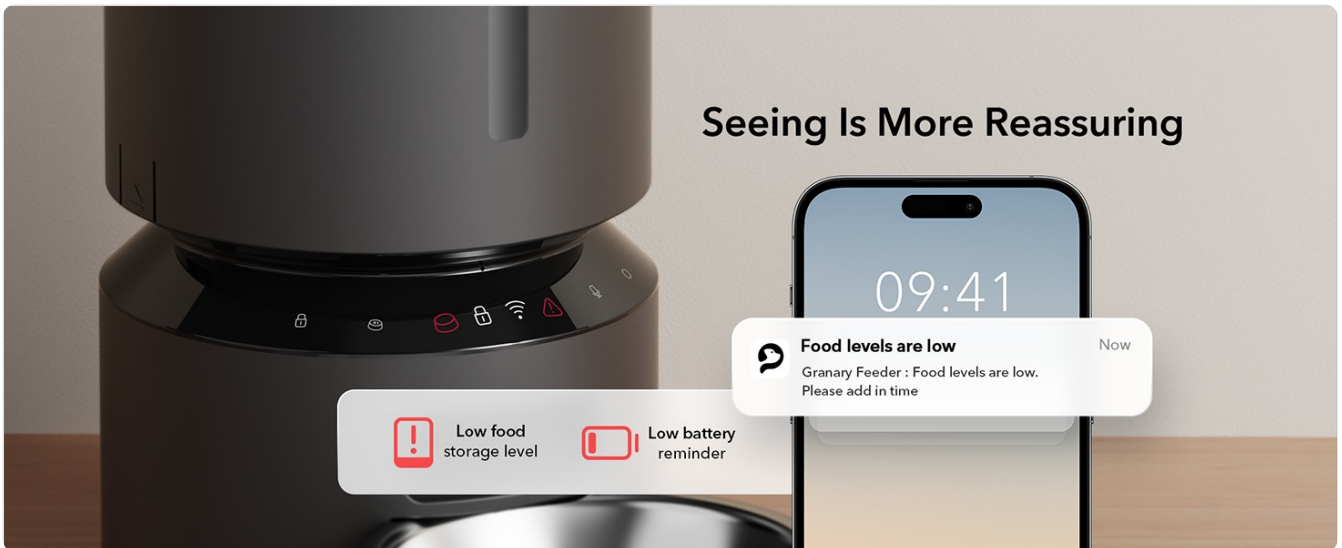 Seeing Is More Reassuring
09:41
Food levels are low
Now
Granary Feeder : Food levels are low.
Please add in time
Low food
storage level
Low battery
reminder